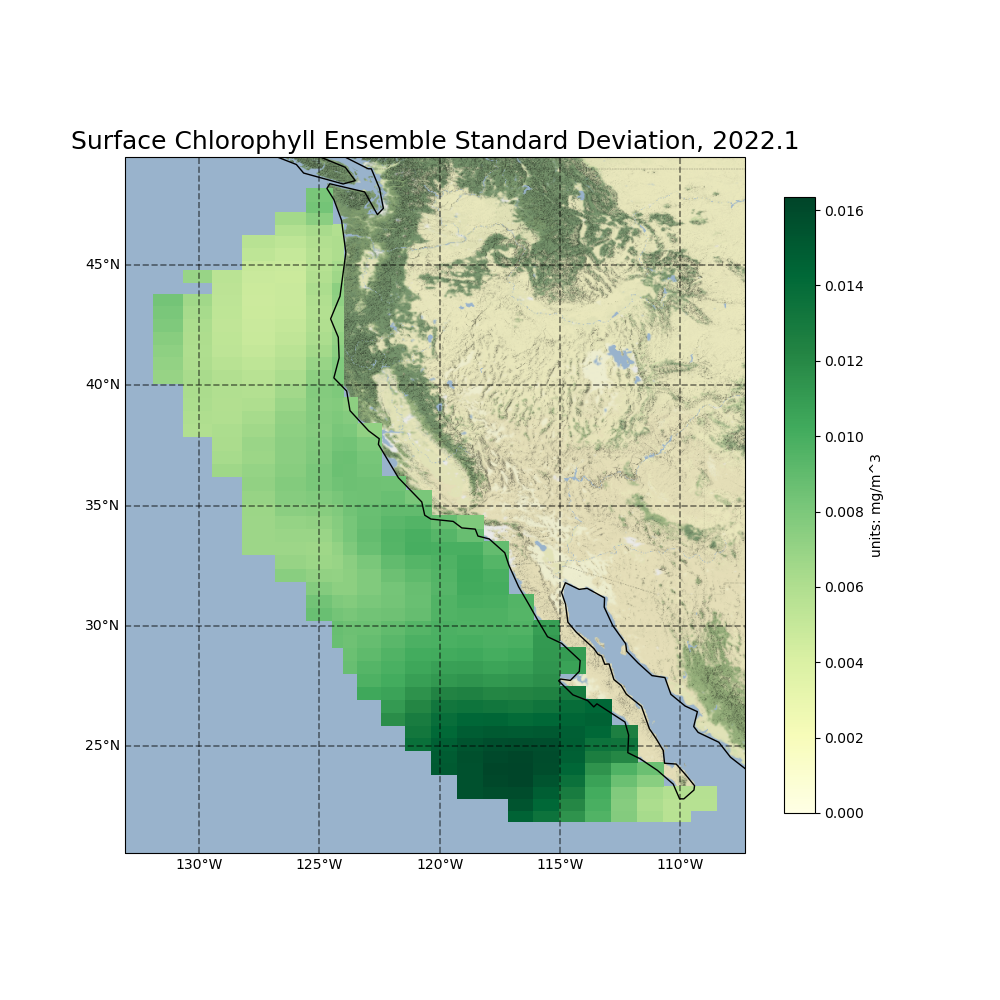 Surface Chlorophyll Ensemble Standard Deviation, 2022.1
45°N
40°N
35°N
30°N
25°N
130°W
125°W
120°W
115°W
110°W
0.016
0.014
0.012
0.010
0.008
0.006
0.004
0.002
0.000
units: mg/m^3